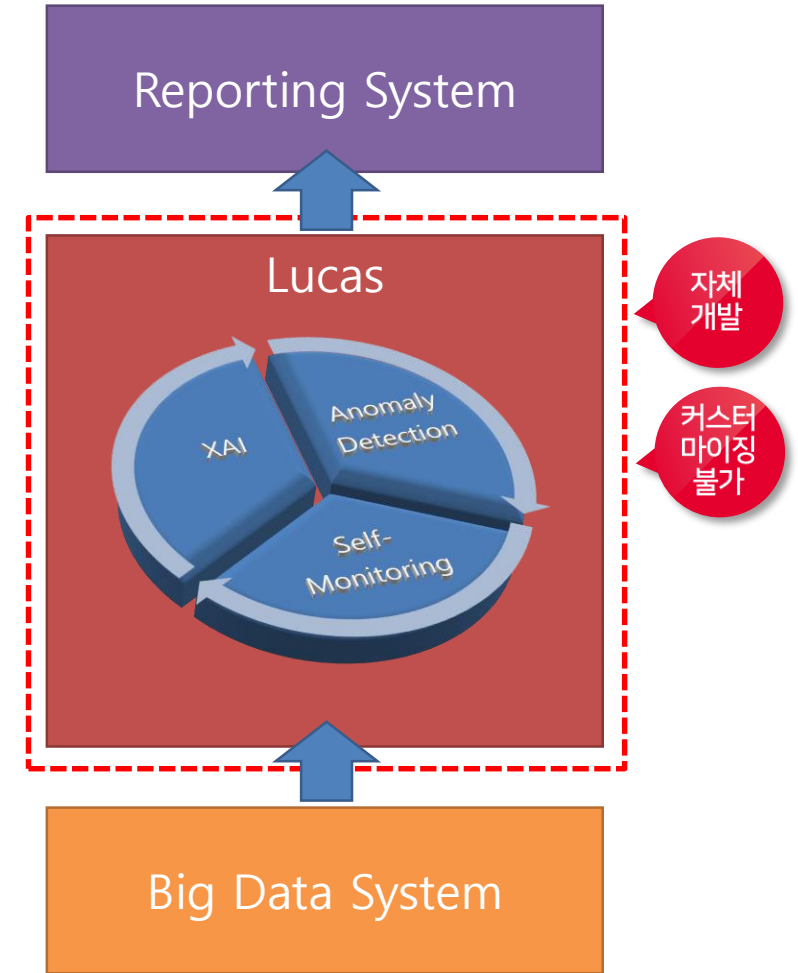 Reporting System
Lucas
자체
개발
XAI
Anomaly
Detection
커스터
마이징
불가
Self-
Monitoring
Big Data System